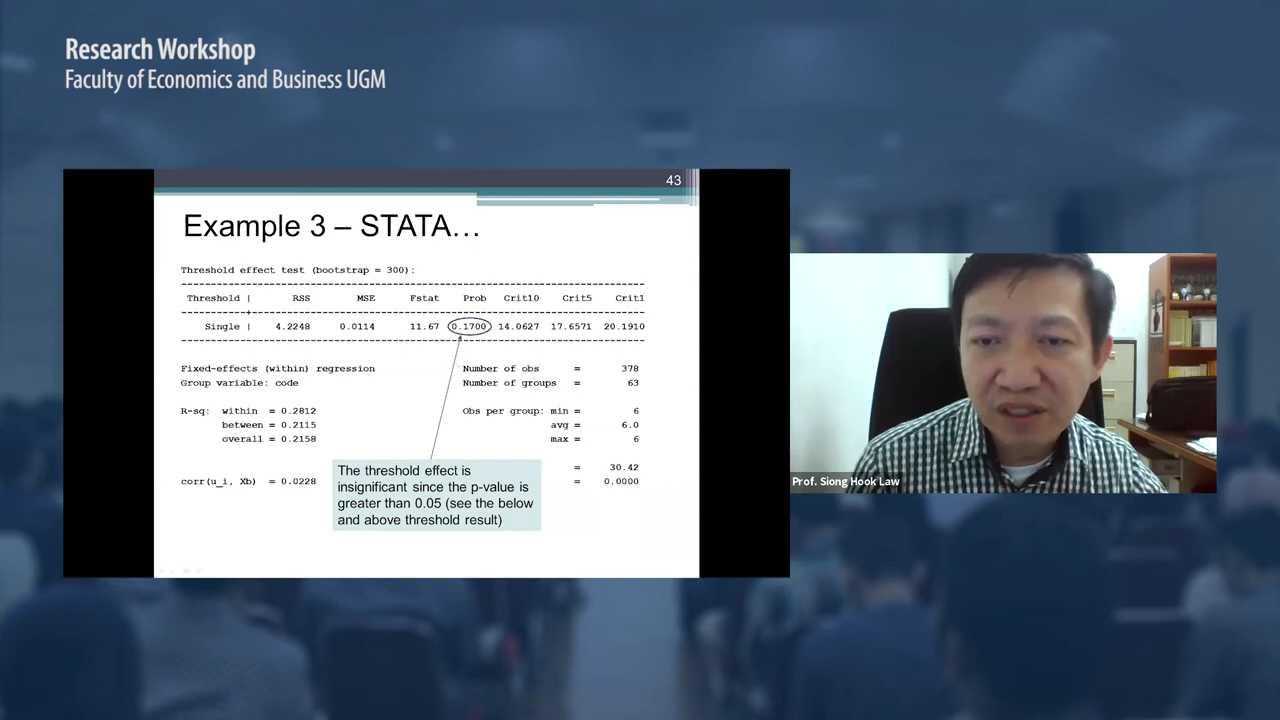 Research Workshop
Faculty of Economics and Business UGM
43
Example 3 – STATA…
Threshold effect test (bootstrap = 300):
Threshold | RSS MSE Fstat Prob Crit10 Crit5 Crit1
Single | 4.2248 0.0114 11.67 0.1700 14.0627 17.6571 20.1910
Fixed-effects (within) regression Number of obs = 378
Group variable: code Number of groups = 63
R-sq: within = 0.2812 Obs per group: min = 6
between = 0.2115 avg = 6.0
overall = 0.2158 max = 6
= 30.42
corr(u_i, Xb) = 0.0228 = 0.0000
The threshold effect is
insignificant since the p-value is
greater than 0.05 (see the below
and above threshold result)
Prof. Siong Hook Law